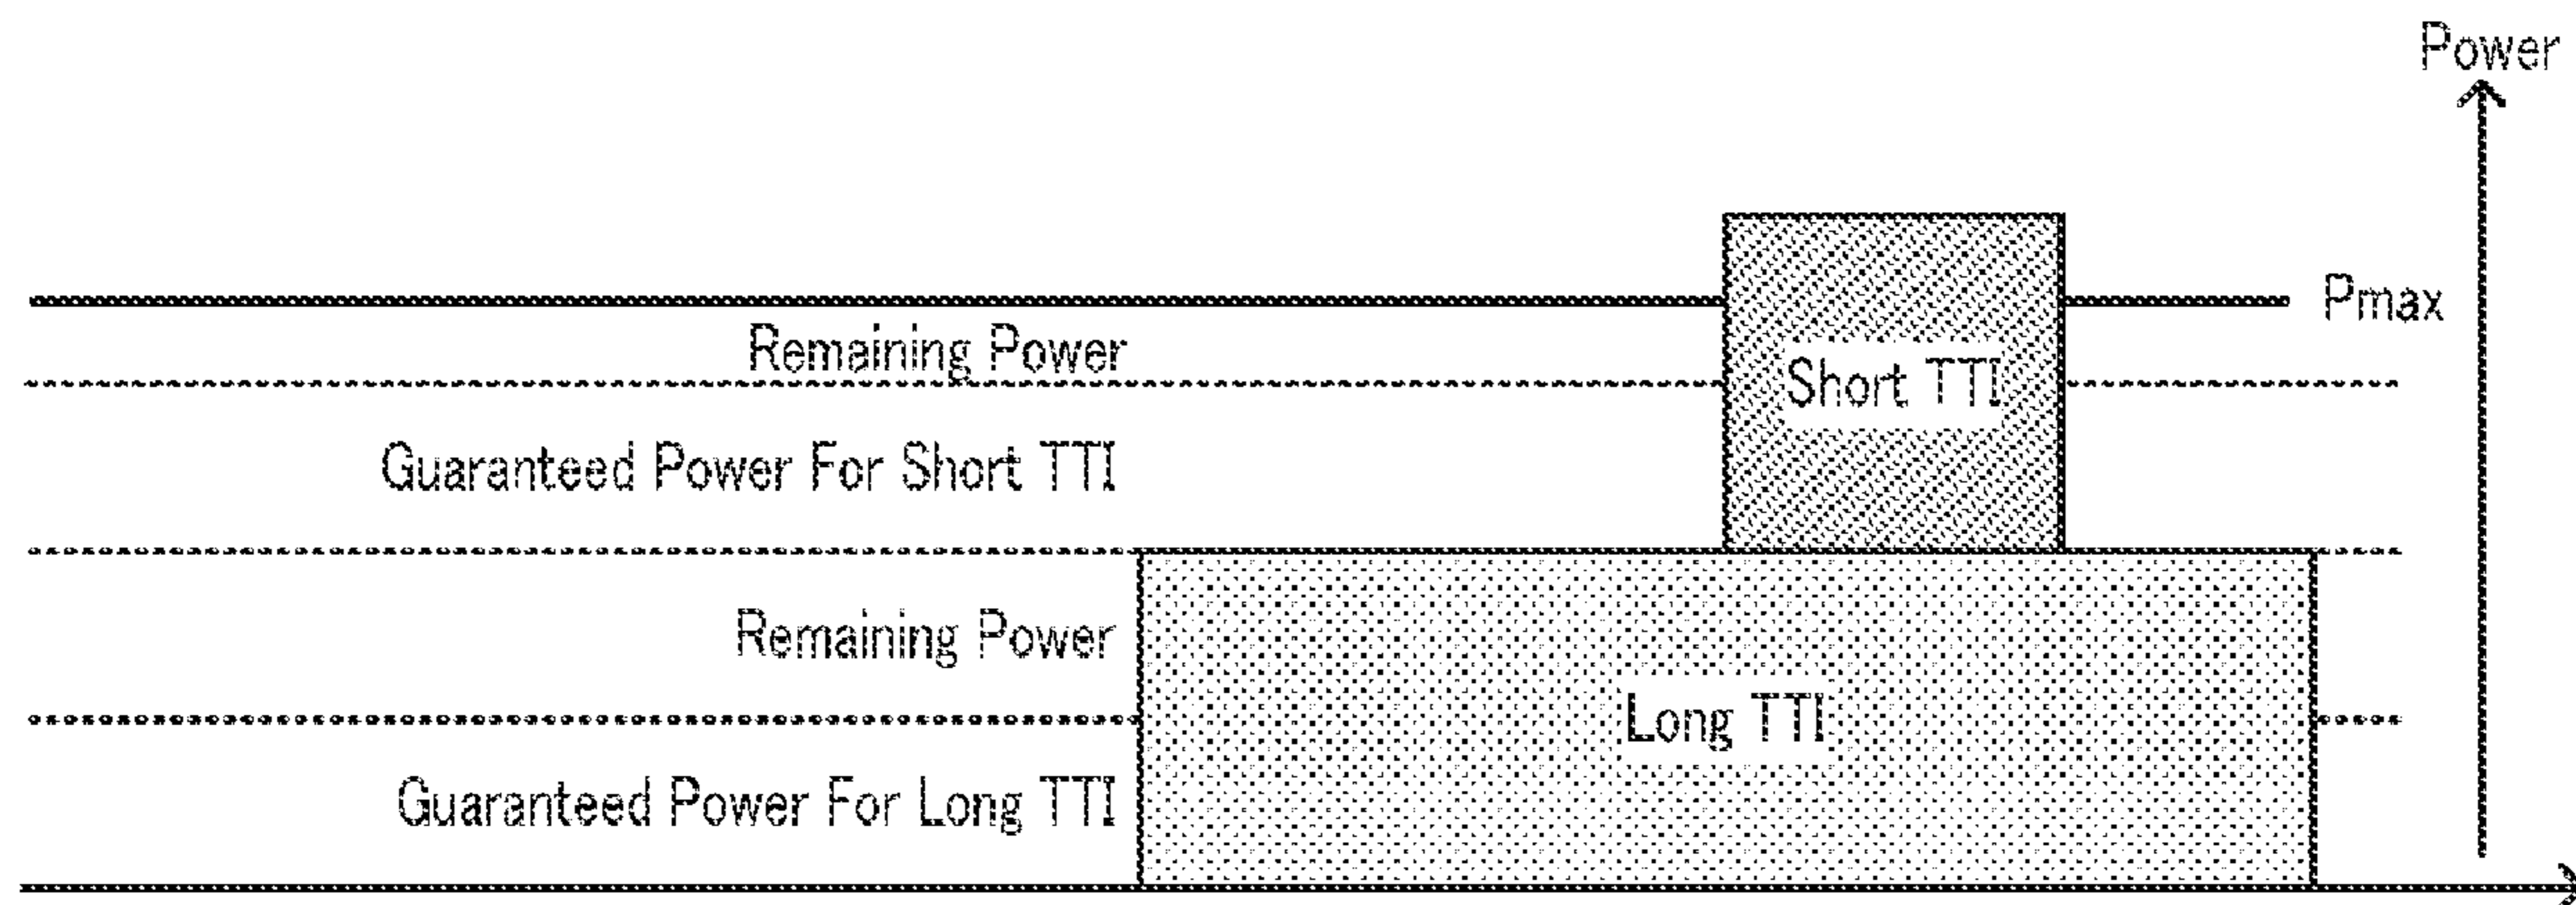 Power
Pmax
Remaining Power
Short TTI
Guaranteed Power For Short TTI
Remaining Power
Long TTI
Guaranteed Power For Long TTI